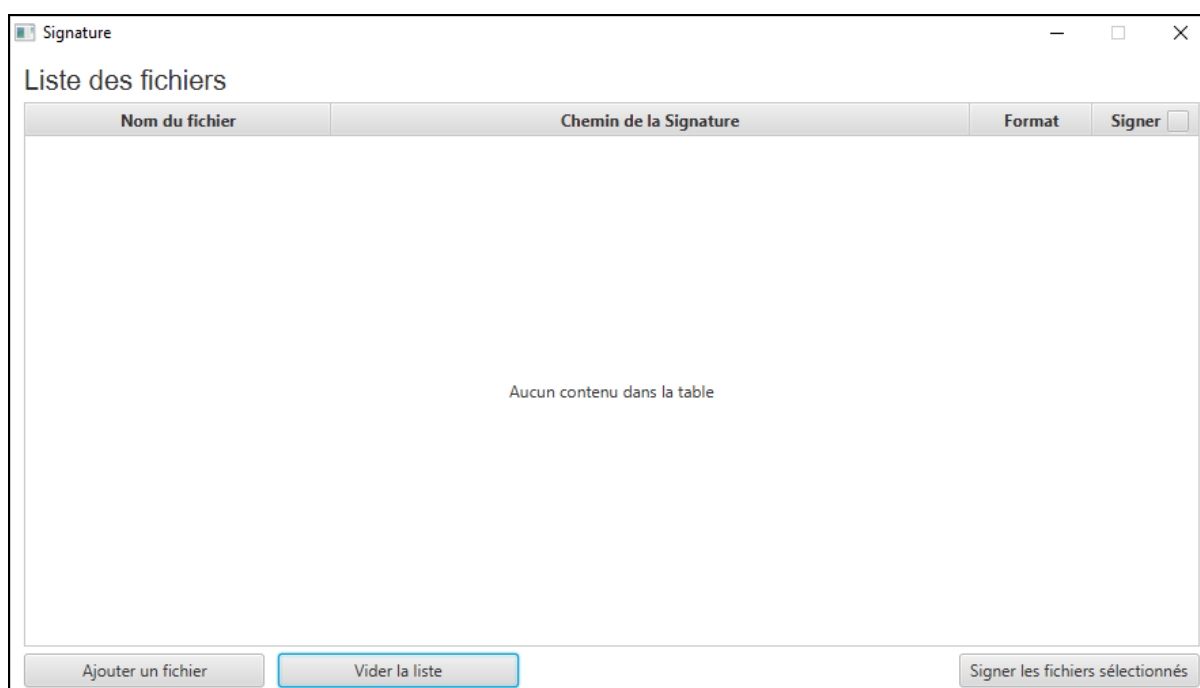 Signature
Liste des fichiers
Nom du fichier Chemin de la Signature Format Signer
Aucun contenu dans la table
Ajouter un fichier Vider la liste Signer les fichiers sélectionnés